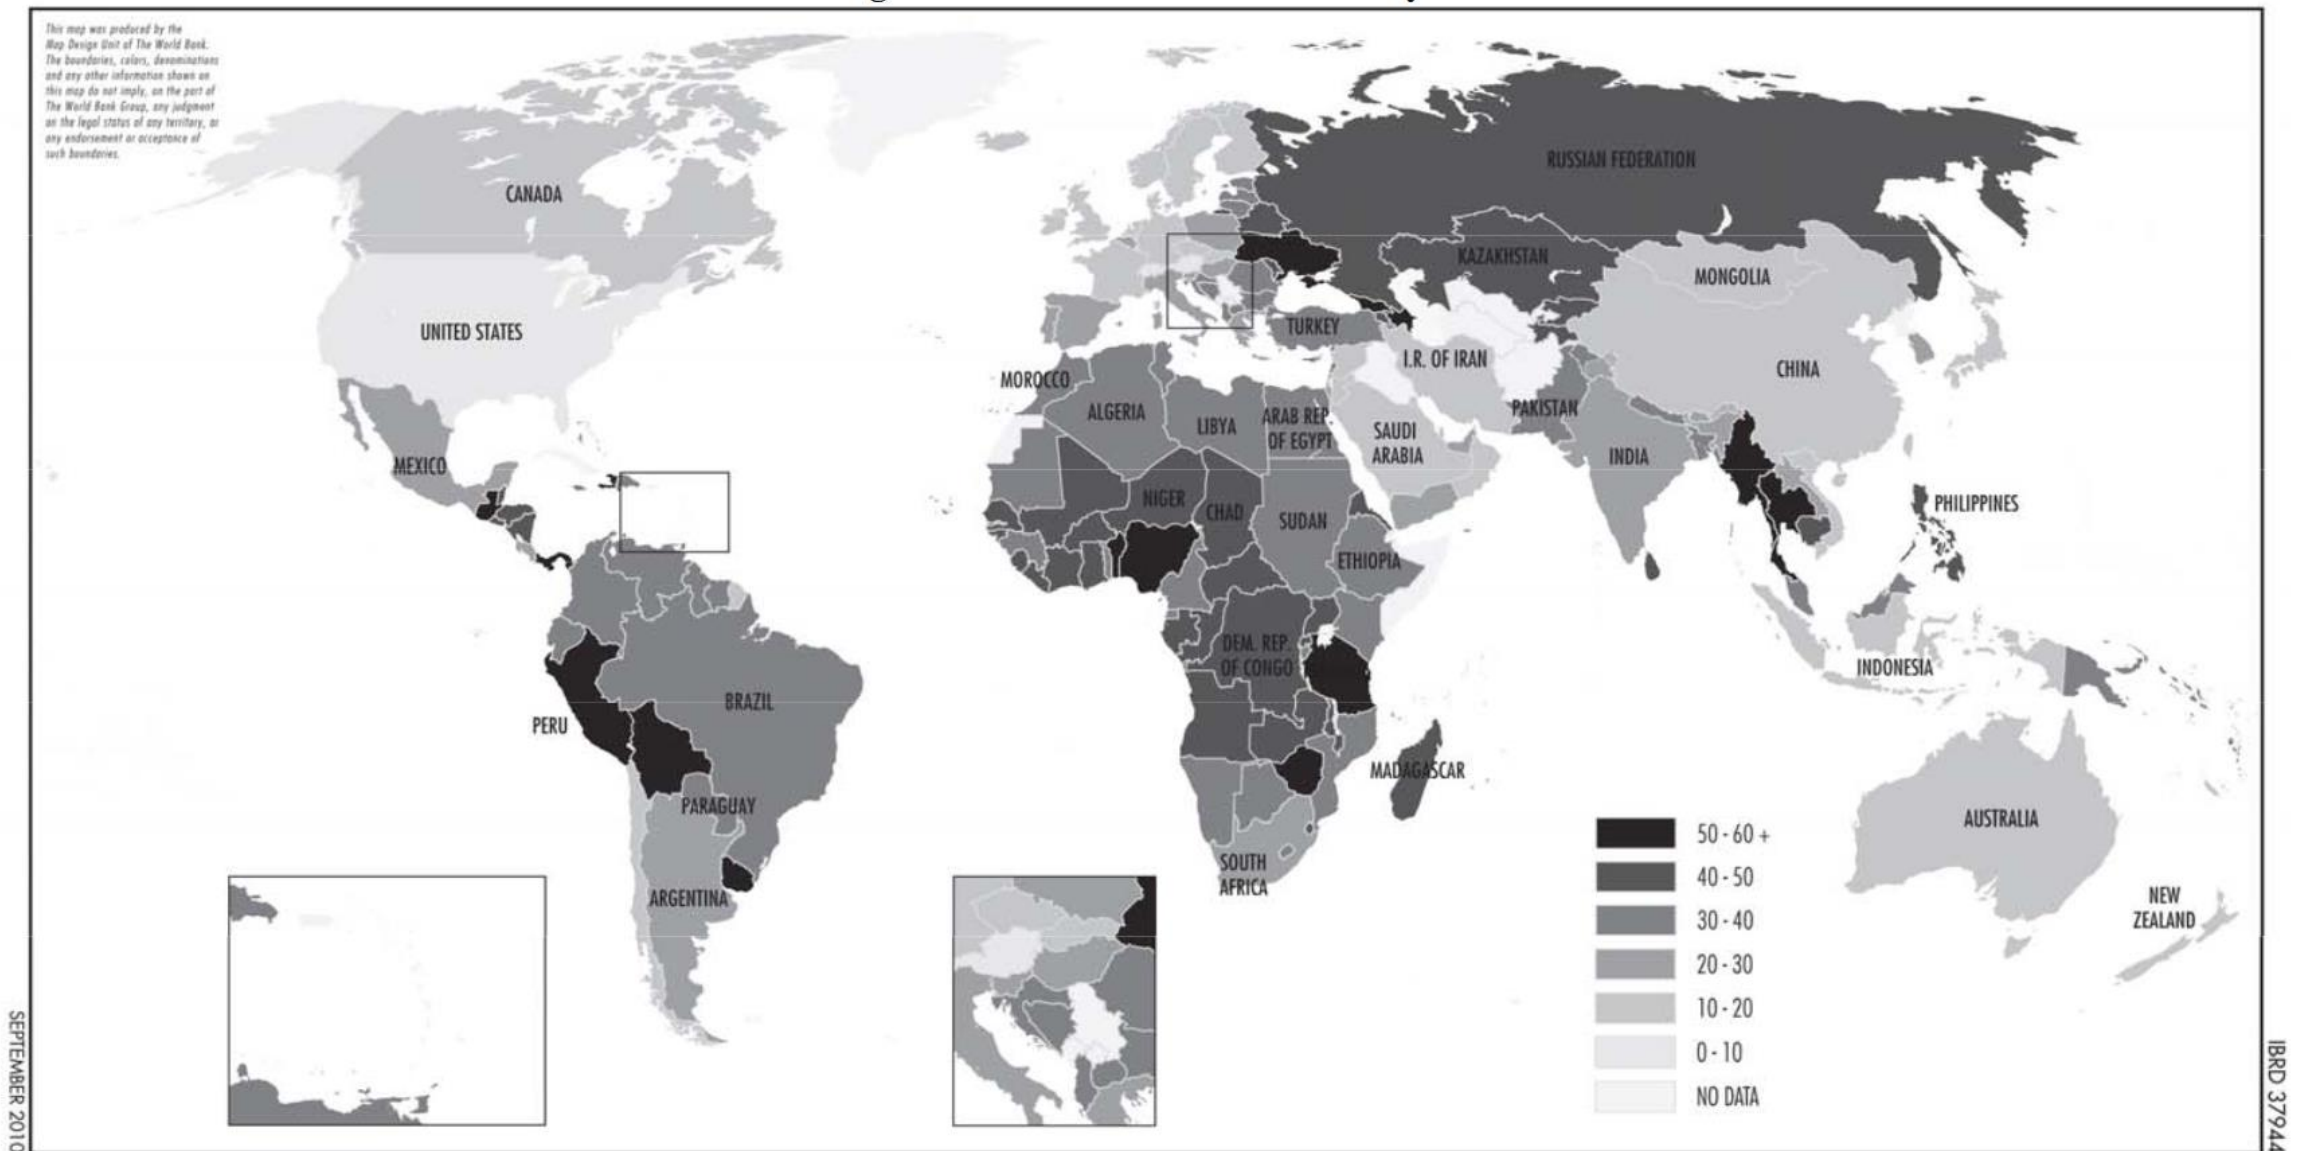 This map was produced by the
Map Design Unit of The World Bank.
The boundaries, colors, denominations
and any other information shown on
this map do not imply, on the part of
The World Bank Group, any judgment
on the legal status of any territory, or
any endorsement or acceptance of
such boundaries.
CANADA
UNITED STATES
MEXICO
RUSSIAN FEDERATION
KAZAKHSTAN
MONGOLIA
TURKEY
I.R. OF IRAN
CHINA
MOROCCO
ALGERIA
LIBYA
ARAB REP.
OF EGYPT
SAUDI
ARABIA
PAKISTAN
INDIA
NIGER
CHAD
SUDAN
ETHIOPIA
PHILIPPINES
DEM. REP.
OF CONGO
INDONESIA
BRAZIL
PERU
PARAGUAY
MADAGASCAR
SOUTH
AFRICA
ARGENTINA
AUSTRALIA
NEW
ZEALAND
50 - 60 +
40 - 50
30 - 40
20 - 30
10 - 20
0 - 10
NO DATA
SEPTEMBER 2010
IBRD 37944